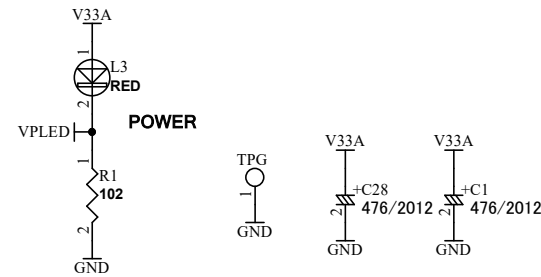 V33A
1
L3
RED
2
VPLED
POWER
1
R1
102
2
GND
TPG
1
GND
V33A
+C28
476/2012
2
GND
V33A
+C1
476/2012
2
GND